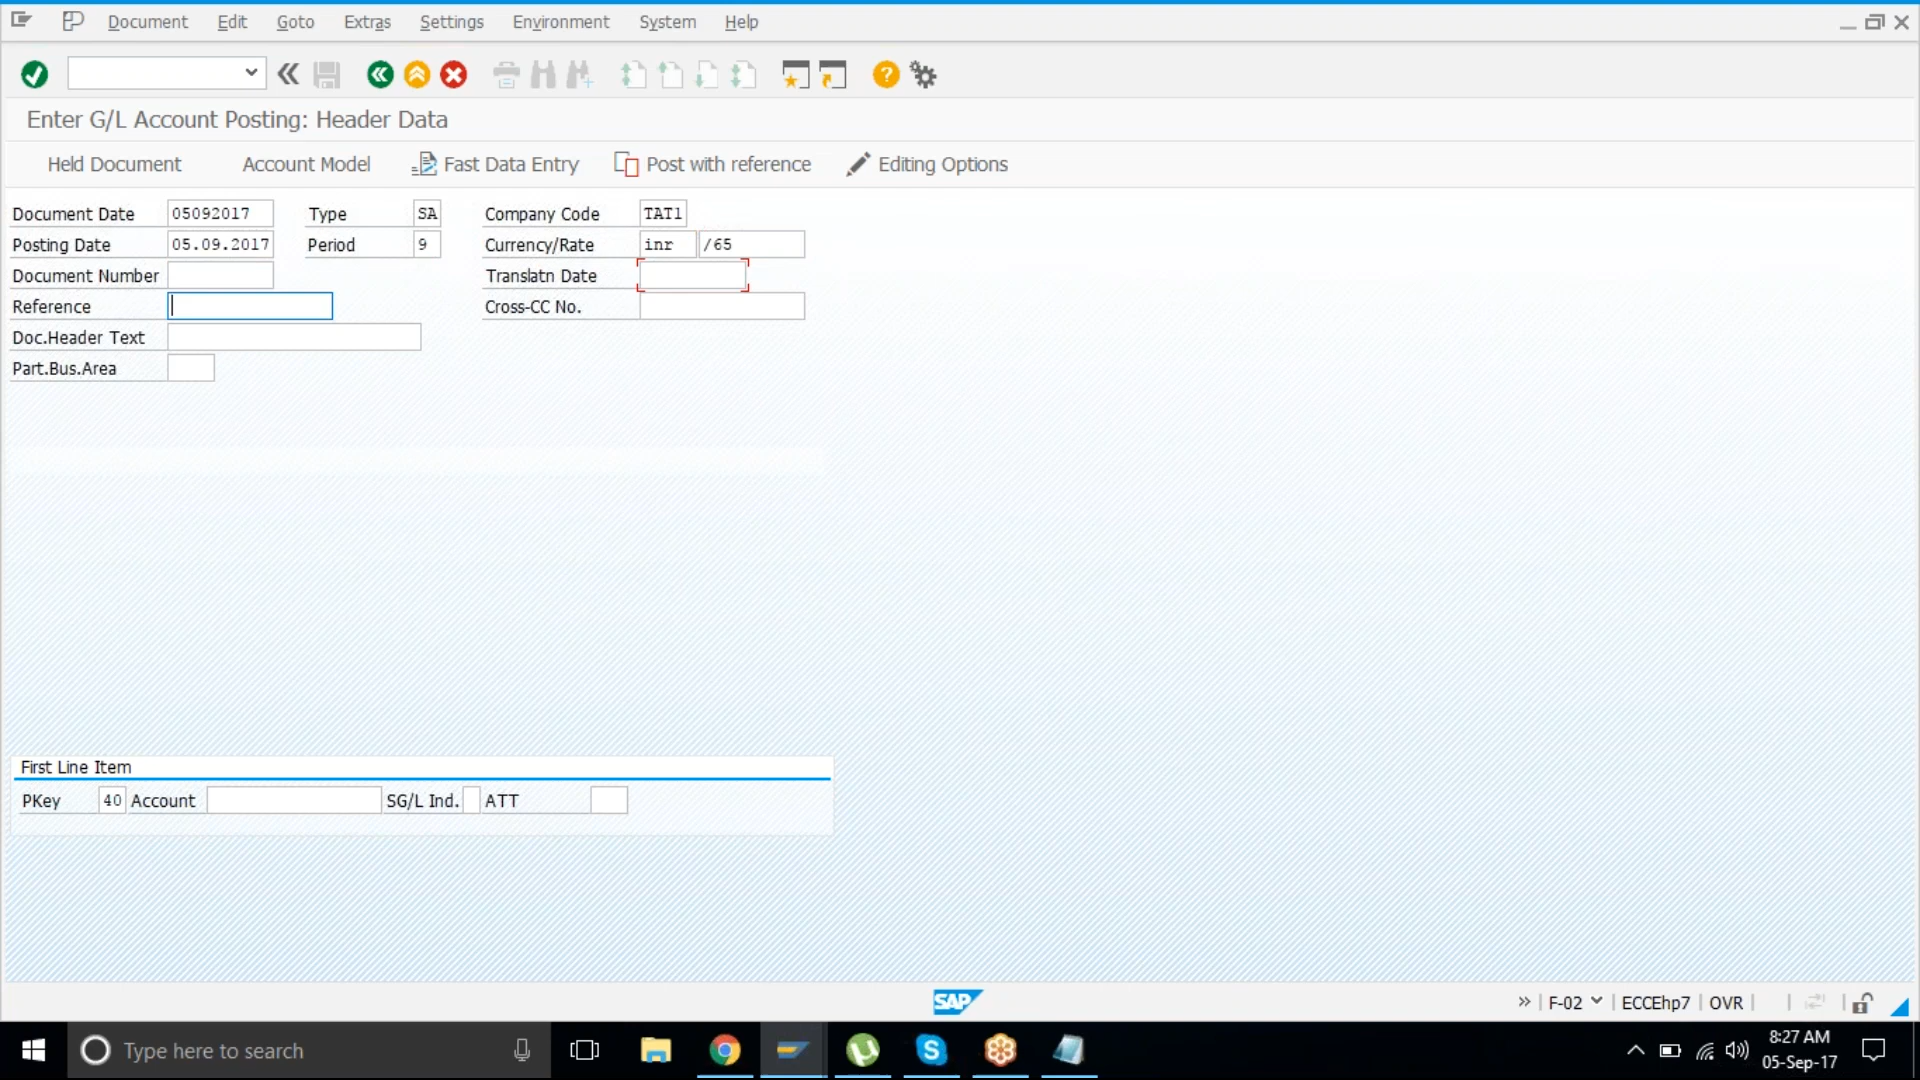 Document Edit Goto Extras Settings Environment System Help
Enter G/L Account Posting: Header Data
Held Document Account Model Fast Data Entry Post with reference Editing Options
Document Date 05092017 Type SA Company Code TAT1
Posting Date 05.09.2017 Period 9 Currency/Rate inr /65
Document Number Translatn Date
Reference Cross-CC No.
Doc.Header Text
Part.Bus.Area
First Line Item
PKey 40 Account SG/L Ind. ATT
SAP F-02 ECCEhp7 OVR
Type here to search
8:27 AM
05-Sep-17